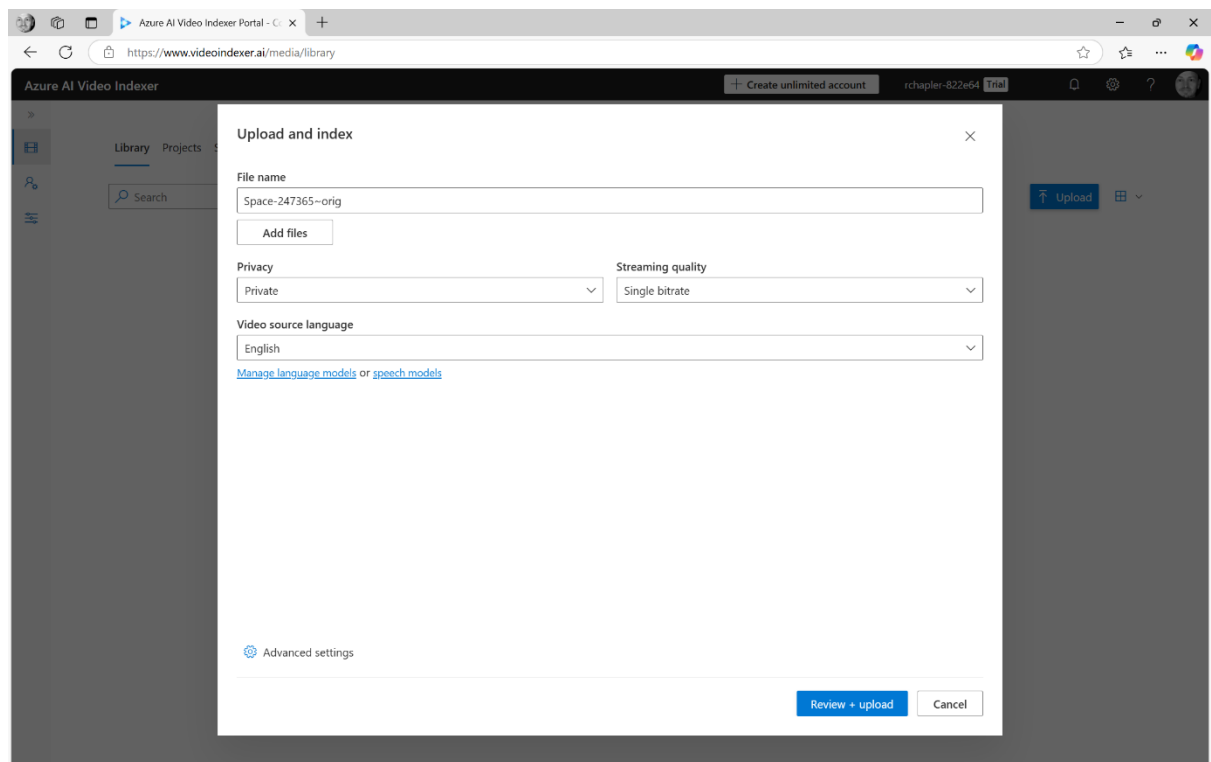 Azure AI Video Indexer Portal - Co
https://www.videoindexer.ai/media/library
Azure AI Video Indexer
+ Create unlimited account
rchapler-822e64 Trial
Library Projects S
Search
Upload
Upload and index
File name
Space-247365~orig
Add files
Privacy
Streaming quality
Private
Single bitrate
Video source language
English
Manage language models or speech models
Advanced settings
Review + upload
Cancel